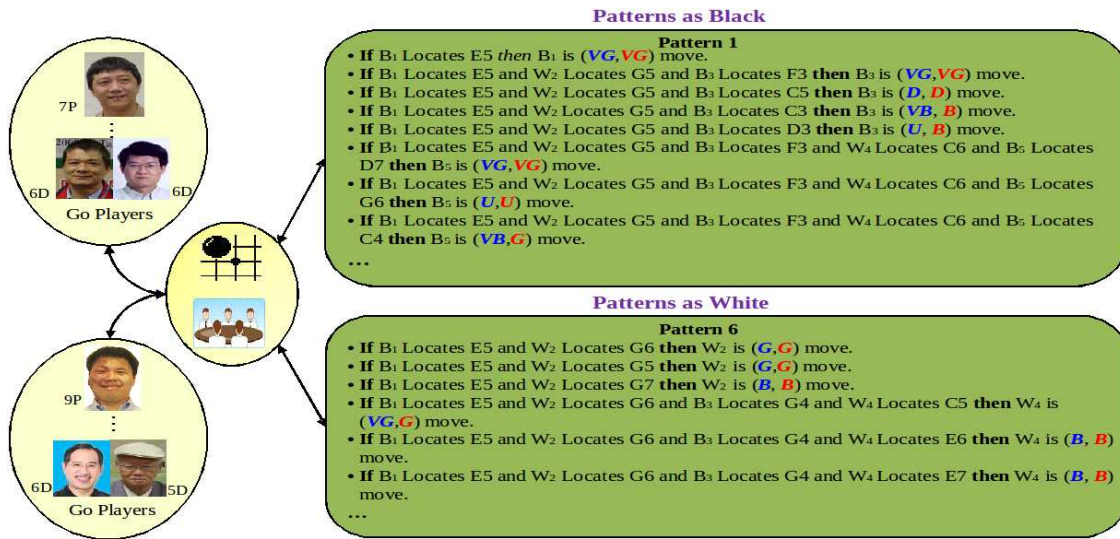 Patterns as Black
Pattern 1
• If B1 Locates E5 then B1 is (VG,VG) move.
• If B1 Locates E5 and W2 Locates G5 and B3 Locates F3 then B3 is (VG,VG) move.
• If B1 Locates E5 and W2 Locates G5 and B3 Locates C5 then B3 is (D, D) move.
• If B1 Locates E5 and W2 Locates G5 and B3 Locates C3 then B3 is (VB, B) move.
• If B1 Locates E5 and W2 Locates G5 and B3 Locates D3 then B3 is (U, B) move.
• If B1 Locates E5 and W2 Locates G5 and B3 Locates F3 and W4 Locates C6 and B5 Locates
D7 then B5 is (VG,VG) move.
• If B1 Locates E5 and W2 Locates G5 and B3 Locates F3 and W4 Locates C6 and B5 Locates
G6 then B5 is (U,U) move.
• If B1 Locates E5 and W2 Locates G5 and B3 Locates F3 and W4 Locates C6 and B5 Locates
C4 then B5 is (VB,G) move.
...
7P
...
200
6D
6D
Go Players
Patterns as White
Pattern 6
• If B1 Locates E5 and W2 Locates G6 then W2 is (G,G) move.
• If B1 Locates E5 and W2 Locates G5 then W2 is (G,G) move.
• If B1 Locates E5 and W2 Locates G7 then W2 is (B, B) move.
• If B1 Locates E5 and W2 Locates G6 and B3 Locates G4 and W4 Locates C5 then W4 is
(VG,G) move.
• If B1 Locates E5 and W2 Locates G6 and B3 Locates G4 and W4 Locates E6 then W4 is (B, B)
move.
• If B1 Locates E5 and W2 Locates G6 and B3 Locates G4 and W4 Locates E7 then W4 is (B, B)
move.
...
9P
...
6D
5D
Go Players